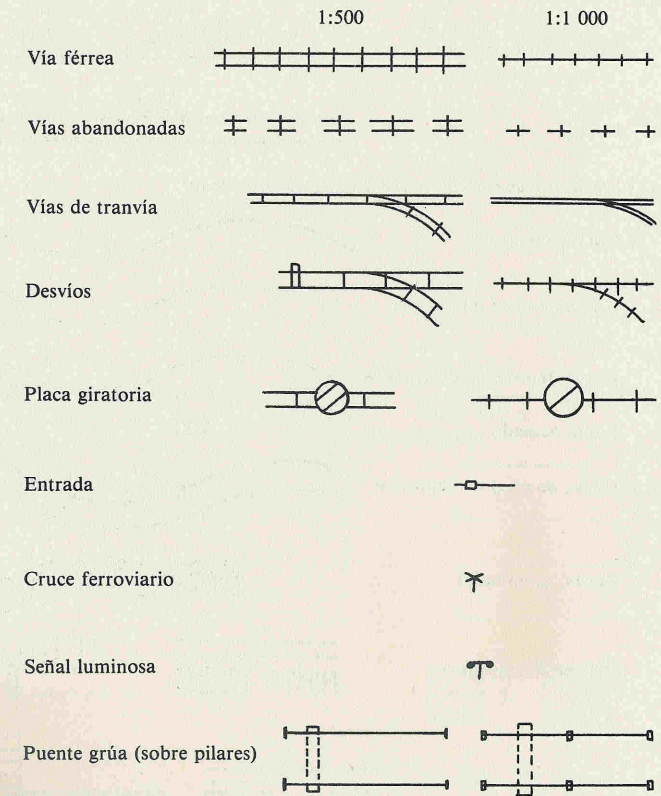 1:500 1:1 000
Vía férrea
Vías abandonadas
Vías de tranvía
Desvíos
Placa giratoria
Entrada
Cruce ferroviario
Señal luminosa
Puente grúa (sobre pilares)